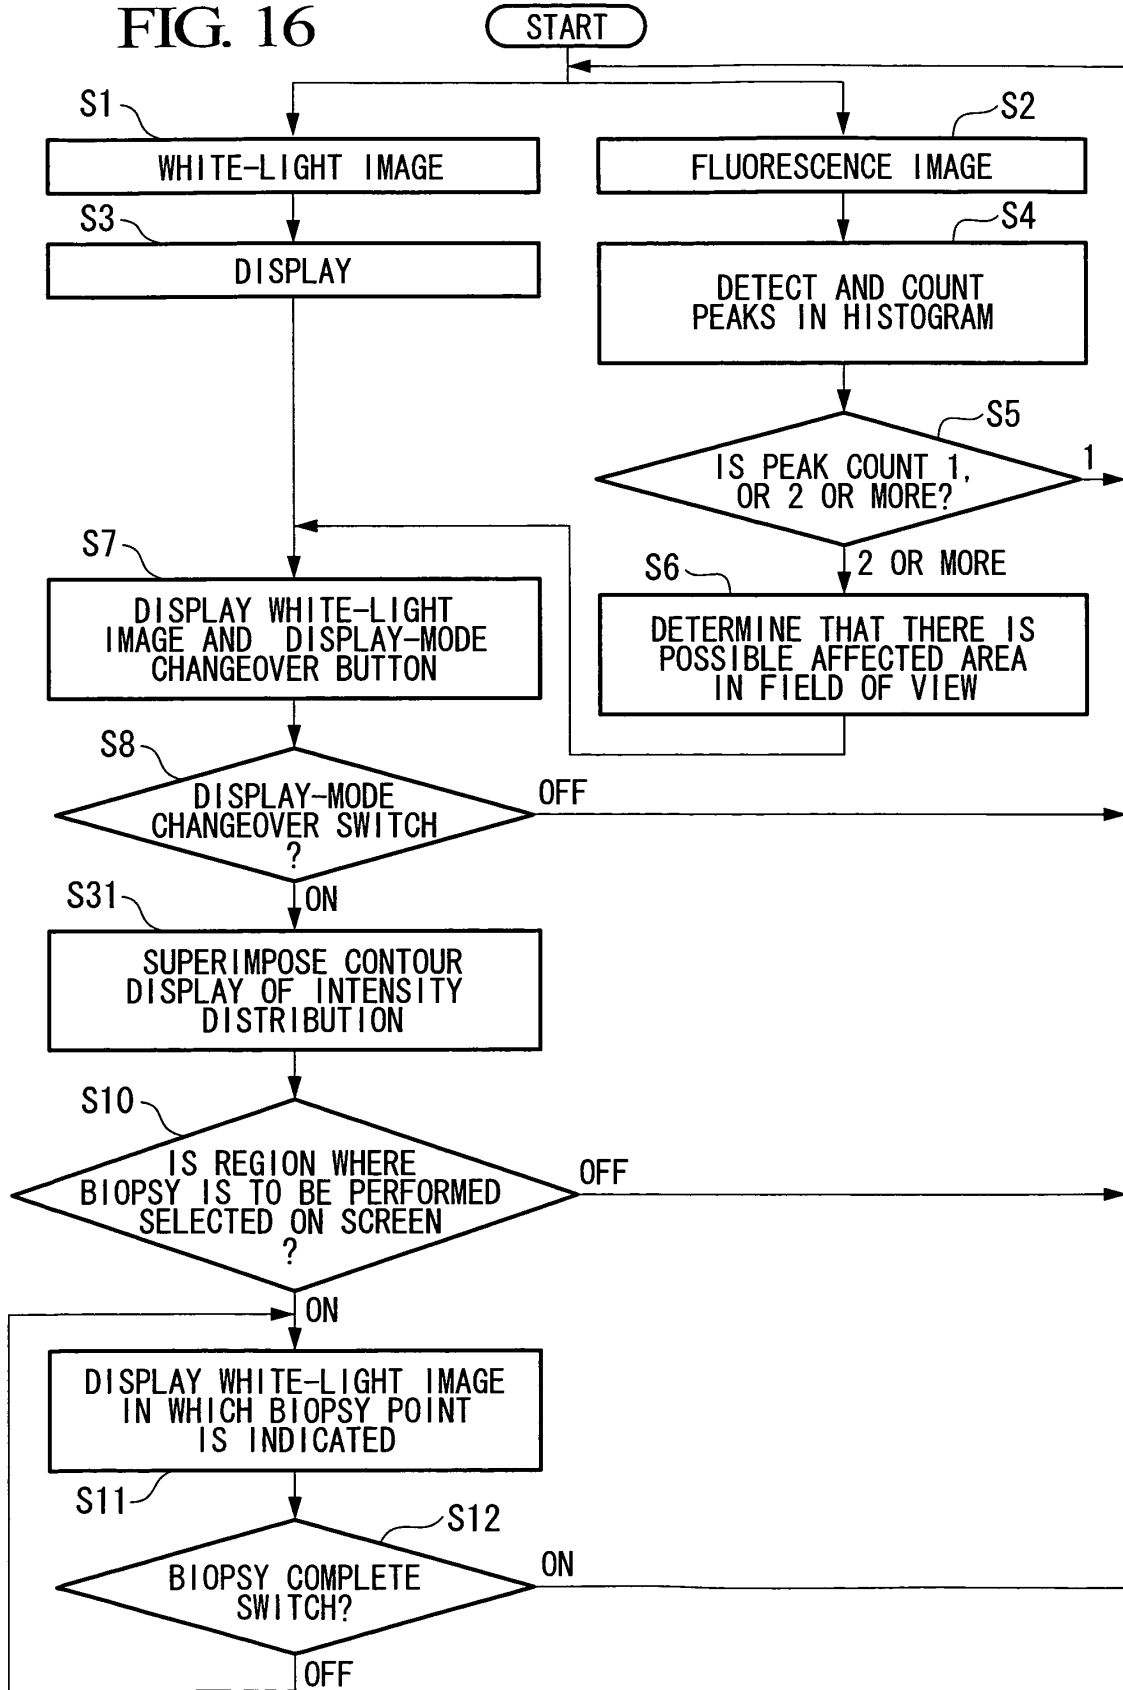 FIG. 16
START
S1
WHITE-LIGHT IMAGE
S2
FLUORESCENCE IMAGE
S3
DISPLAY
S4
DETECT AND COUNT
PEAKS IN HISTOGRAM
S5
IS PEAK COUNT 1,
OR 2 OR MORE?
1
2 OR MORE
S6
DETERMINE THAT THERE IS
POSSIBLE AFFECTED AREA
IN FIELD OF VIEW
S7
DISPLAY WHITE-LIGHT
IMAGE AND DISPLAY-MODE
CHANGEOVER BUTTON
S8
DISPLAY-MODE
CHANGEOVER SWITCH
?
OFF
ON
S31
SUPERIMPOSE CONTOUR
DISPLAY OF INTENSITY
DISTRIBUTION
S10
IS REGION WHERE
BIOPSY IS TO BE PERFORMED
SELECTED ON SCREEN
?
OFF
ON
DISPLAY WHITE-LIGHT IMAGE
IN WHICH BIOPSY POINT
IS INDICATED
S11
S12
BIOPSY COMPLETE
SWITCH?
ON
OFF